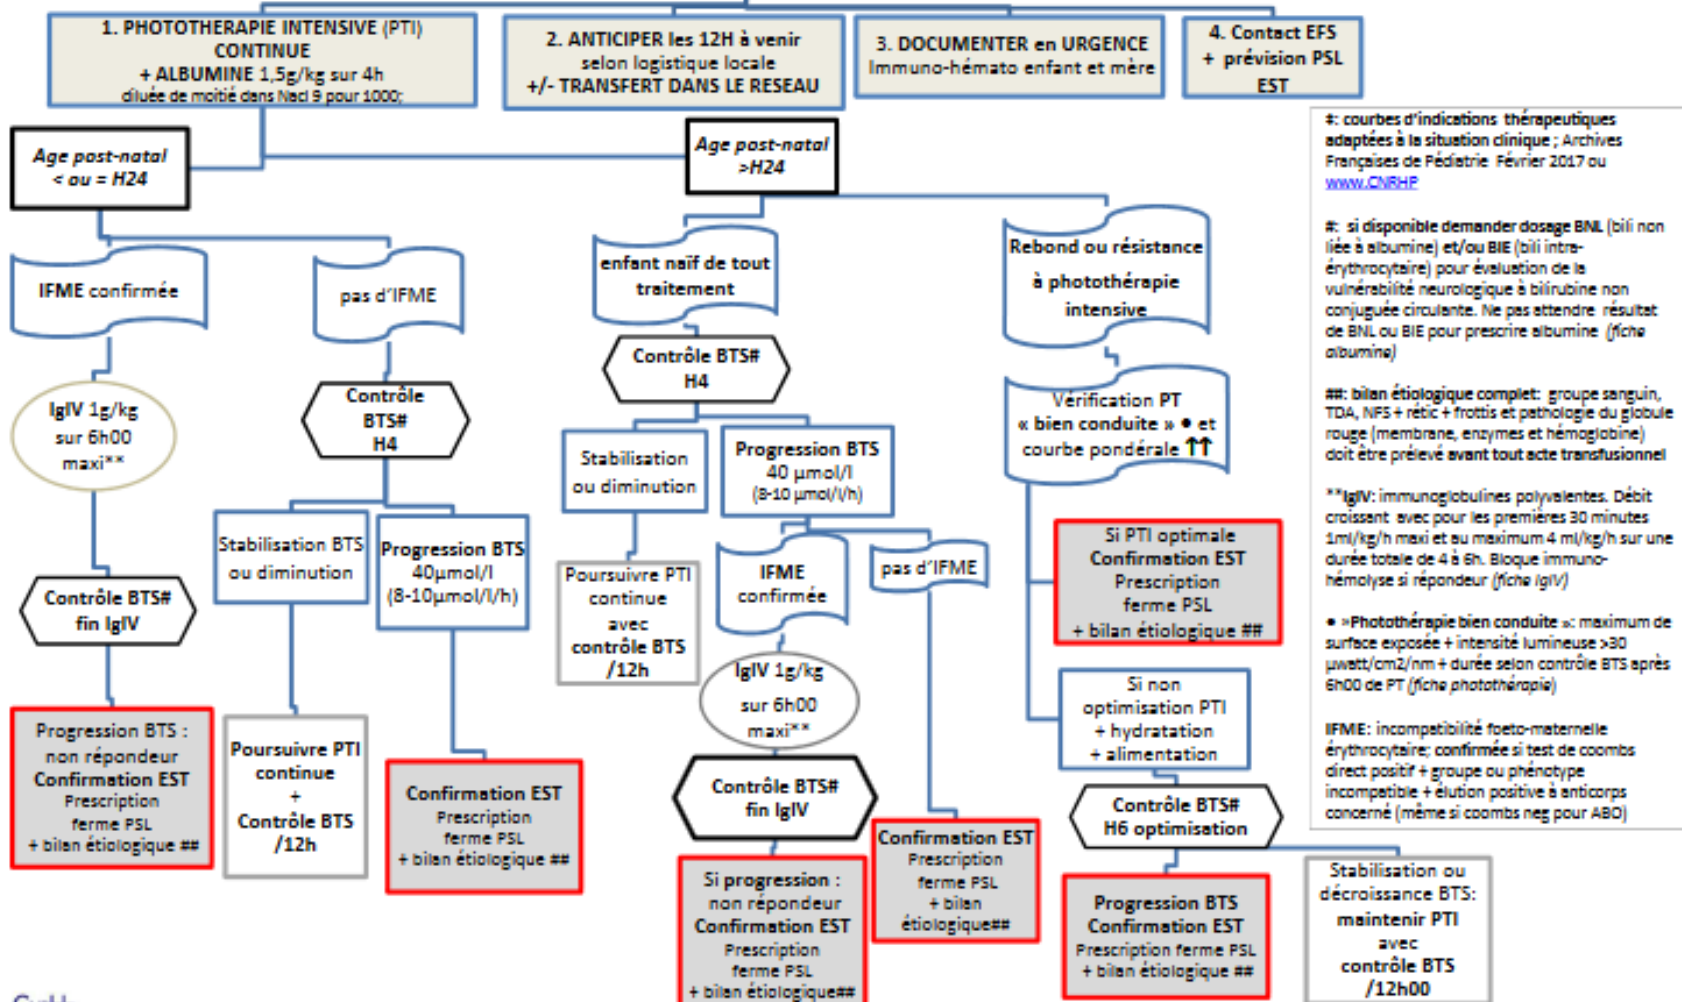 1. PHOTOTHERAPIE INTENSIVE (PTI)
CONTINUE
+ ALBUMINE 1,5g/kg sur 4h
diluée de moitié dans Nacl 9 pour 1000;
2. ANTICIPER les 12H à venir
selon logistique locale
+/- TRANSFERT DANS LE RESEAU
3. DOCUMENTER en URGENCE
Immuno-hémato enfant et mère
4. Contact EFS
+ prévision PSL
EST
Age post-natal
< ou = H24
Age post-natal
>H24
IFME confirmée
pas d'IFME
enfant naïf de tout
traitement
Rebond ou résistance
à photothérapie
intensive
IgIV 1g/kg
sur 6h00
maxi**
Contrôle
BTS#
H4
Contrôle BTS#
H4
Vérification PT
« bien conduite » ● et
courbe pondérale ↑↑
Stabilisation BTS
ou diminution
Progression BTS
40µmol/l
(8-10µmol/l/h)
Stabilisation
ou diminution
Progression BTS
40 µmol/l
(8-10 µmol/l/h)
Contrôle BTS#
fin IgIV
Poursuivre PTI
continue
avec
contrôle BTS
/12h
IFME
confirmée
pas d'IFME
Si PTI optimale
Confirmation EST
Prescription
ferme PSL
+ bilan étiologique ##
IgIV 1g/kg
sur 6h00
maxi**
Si non
optimisation PTI
+ hydratation
+ alimentation
Progression BTS :
non répondeur
Confirmation EST
Prescription
ferme PSL
+ bilan étiologique ##
Poursuivre PTI
continue
+
Contrôle BTS
/12h
Confirmation EST
Prescription
ferme PSL
+ bilan étiologique ##
Contrôle BTS#
fin IgIV
Confirmation EST
Prescription
ferme PSL
+ bilan
étiologique##
Contrôle BTS#
H6 optimisation
Si progression :
non répondeur
Confirmation EST
Prescription
ferme PSL
+ bilan étiologique##
Progression BTS
Confirmation EST
Prescription ferme PSL
+ bilan étiologique ##
Stabilisation ou
décroissance BTS:
maintenir PTI
avec
contrôle BTS
/12h00
#: courbes d'indications thérapeutiques
adaptées à la situation clinique ; Archives
Françaises de Pédiatrie Février 2017 ou
www.CNRHP
#: si disponible demander dosage BNL (bili non
liée à albumine) et/ou BIE (bili intra-
érythrocytaire) pour évaluation de la
vulnérabilité neurologique à bilirubine non
conjuguée circulante. Ne pas attendre résultat
de BNL ou BIE pour prescrire albumine (fiche
albumine)
##: bilan étiologique complet: groupe sanguin,
TDA, NFS + rétic + frottis et pathologie du globule
rouge (membrane, enzymes et hémoglobine)
doit être prélevé avant tout acte transfusionnel
**IgIV: immunoglobulines polyvalentes. Débit
croissant avec pour les premières 30 minutes
1ml/kg/h maxi et au maximum 4 ml/kg/h sur une
durée totale de 4 à 6h. Bloque immuno-
hémolyse si répondeur (fiche IgIV)
● »Photothérapie bien conduite »: maximum de
surface exposée + intensité lumineuse >30
µwatt/cm2/nm + durée selon contrôle BTS après
6h00 de PT (fiche photothérapie)
IFME: incompatibilité foeto-maternelle
érythrocytaire; confirmée si test de coombs
direct positif + groupe ou phénotype
incompatible + élution positive à anticorps
concerné (même si coombs neg pour ABO)